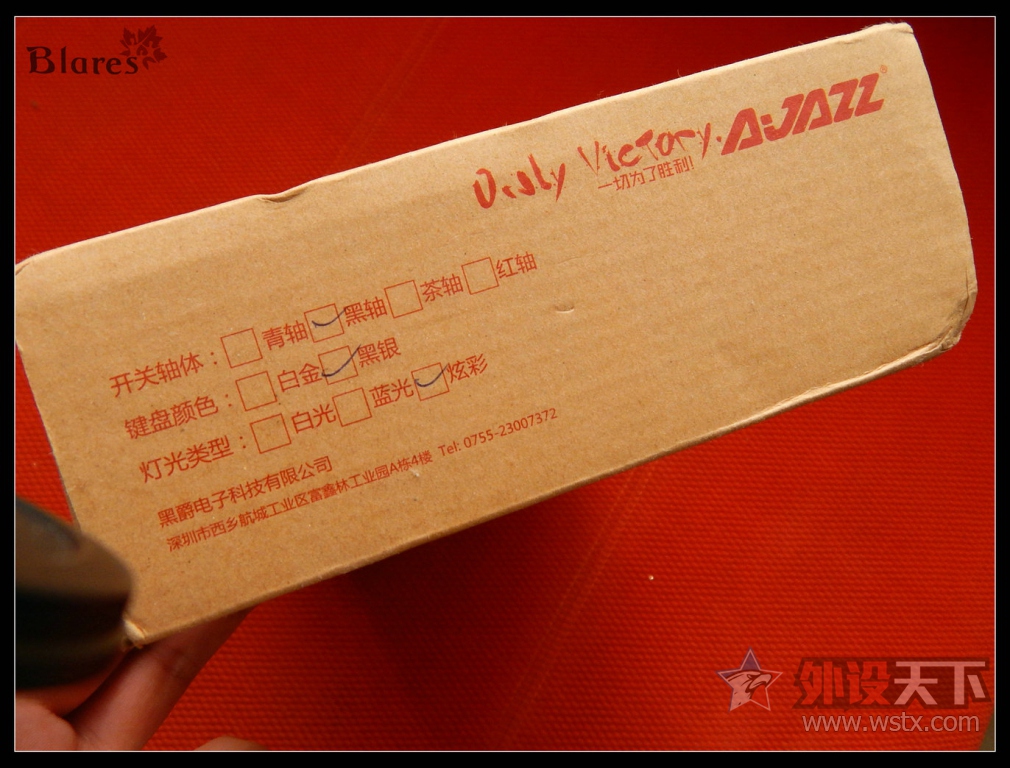 Blares
Only Victory. A·JAZZ®
一切为了胜利!
开关轴体： 青轴 黑轴 茶轴 红轴
键盘颜色： 白金 黑银
灯光类型： 白光 蓝光 炫彩
黑爵电子科技有限公司
深圳市西乡航城工业区富鑫林工业园A栋4楼 Tel: 0755-23007372
外设天下
www.wstx.com